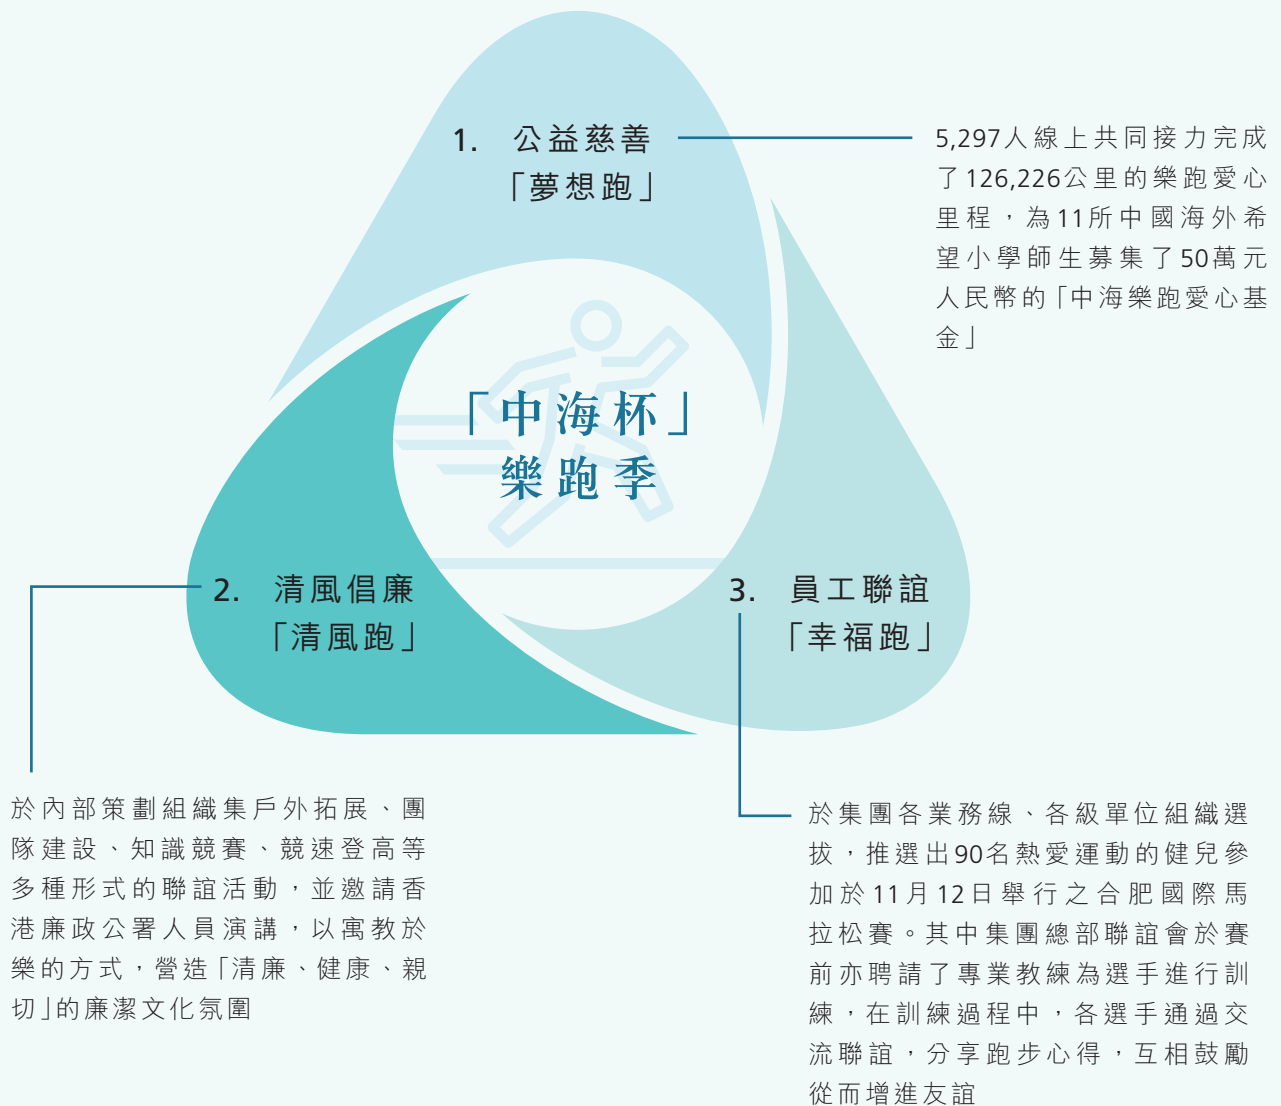 1. 公益慈善
「夢想跑」
5,297人線上共同接力完成
了126,226公里的樂跑愛心
里程，為11所中國海外希
望小學師生募集了50萬元
人民幣的「中海樂跑愛心基
金」
「中海杯」
樂跑季
2. 清風倡廉
「清風跑」
3. 員工聯誼
「幸福跑」
於內部策劃組織集戶外拓展、團
隊建設、知識競賽、競速登高等
多種形式的聯誼活動，並邀請香
港廉政公署人員演講，以寓教於
樂的方式，營造「清廉、健康、親
切」的廉潔文化氛圍
於集團各業務線、各級單位組織選
拔，推選出90名熱愛運動的健兒參
加於11月12日舉行之合肥國際馬
拉松賽。其中集團總部聯誼會於賽
前亦聘請了專業教練為選手進行訓
練，在訓練過程中，各選手通過交
流聯誼，分享跑步心得，互相鼓勵
從而增進友誼